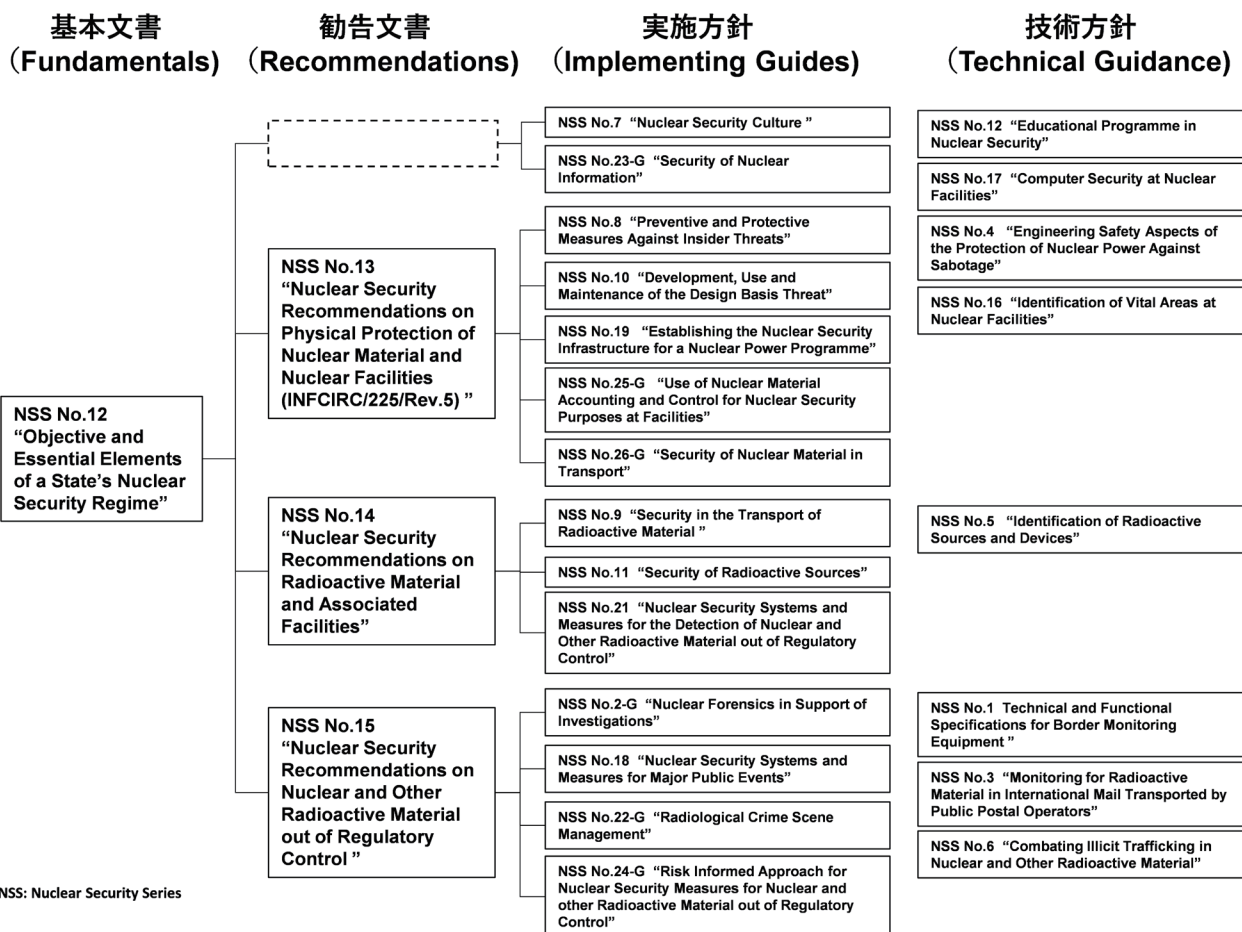 基本文書
（Fundamentals)
勧告文書
（Recommendations)
実施方針
（Implementing Guides)
技術方針
（Technical Guidance)
NSS No.12
“Objective and
Essential Elements
of a State’s Nuclear
Security Regime”
NSS No.13
“Nuclear Security
Recommendations on
Physical Protection of
Nuclear Material and
Nuclear Facilities
(INFCIRC/225/Rev.5) ”
NSS No.14
“Nuclear Security
Recommendations on
Radioactive Material
and Associated
Facilities”
NSS No.15
“Nuclear Security
Recommendations on
Nuclear and Other
Radioactive Material
out of Regulatory
Control ”
NSS No.7 “Nuclear Security Culture ”
NSS No.23-G “Security of Nuclear
Information”
NSS No.8 “Preventive and Protective
Measures Against Insider Threats”
NSS No.10 “Development, Use and
Maintenance of the Design Basis Threat”
NSS No.19 “Establishing the Nuclear Security
Infrastructure for a Nuclear Power Programme”
NSS No.25-G “Use of Nuclear Material
Accounting and Control for Nuclear Security
Purposes at Facilities”
NSS No.26-G “Security of Nuclear Material in
Transport”
NSS No.9 “Security in the Transport of
Radioactive Material ”
NSS No.11 “Security of Radioactive Sources”
NSS No.21 “Nuclear Security Systems and
Measures for the Detection of Nuclear and
Other Radioactive Material out of Regulatory
Control”
NSS No.2-G “Nuclear Forensics in Support of
Investigations”
NSS No.18 “Nuclear Security Systems and
Measures for Major Public Events”
NSS No.22-G “Radiological Crime Scene
Management”
NSS No.24-G “Risk Informed Approach for
Nuclear Security Measures for Nuclear and
other Radioactive Material out of Regulatory
Control”
NSS No.12 “Educational Programme in
Nuclear Security”
NSS No.17 “Computer Security at Nuclear
Facilities”
NSS No.4 “Engineering Safety Aspects of
the Protection of Nuclear Power Against
Sabotage”
NSS No.16 “Identification of Vital Areas at
Nuclear Facilities”
NSS No.5 “Identification of Radioactive
Sources and Devices”
NSS No.1 Technical and Functional
Specifications for Border Monitoring
Equipment ”
NSS No.3 “Monitoring for Radioactive
Material in International Mail Transported by
Public Postal Operators”
NSS No.6 “Combating Illicit Trafficking in
Nuclear and Other Radioactive Material”
NSS: Nuclear Security Series